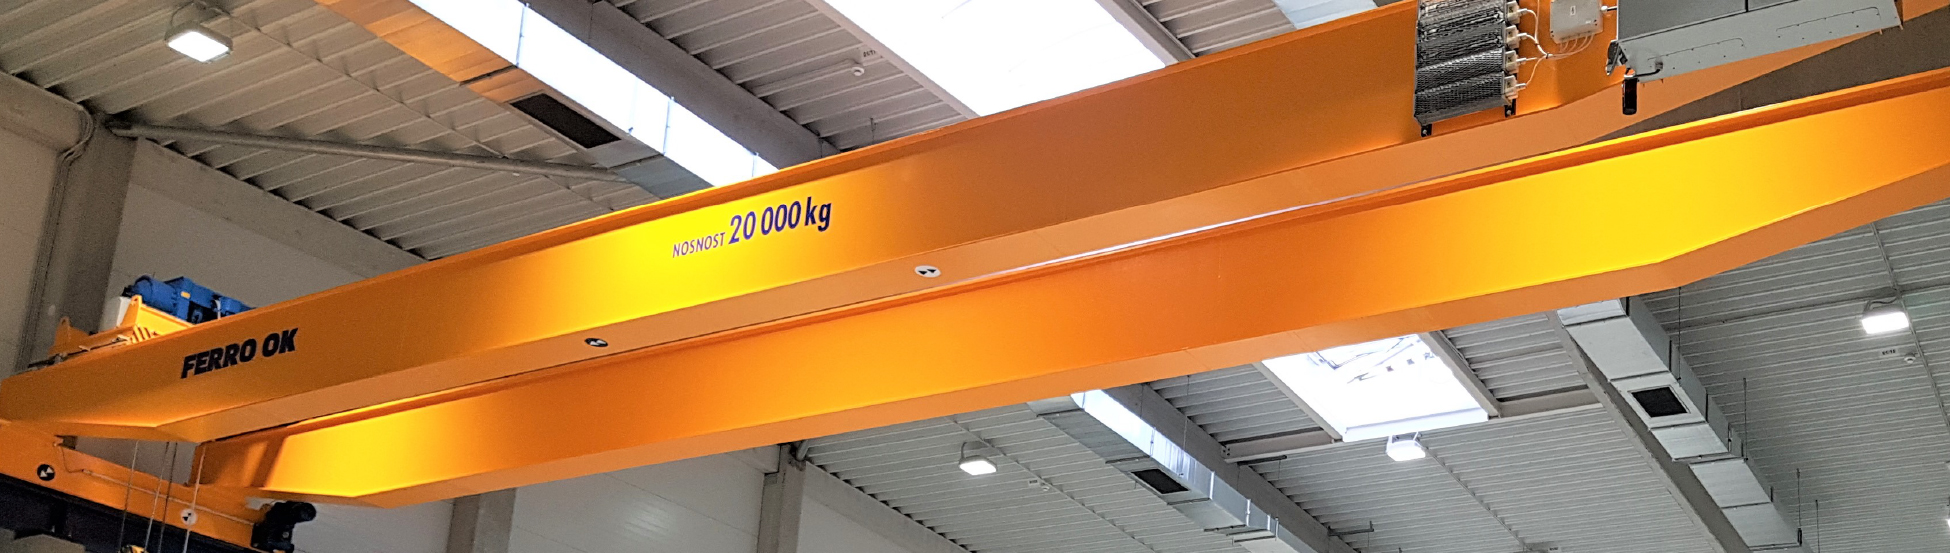 NOSNOST 20 000 kg
FERRO OK